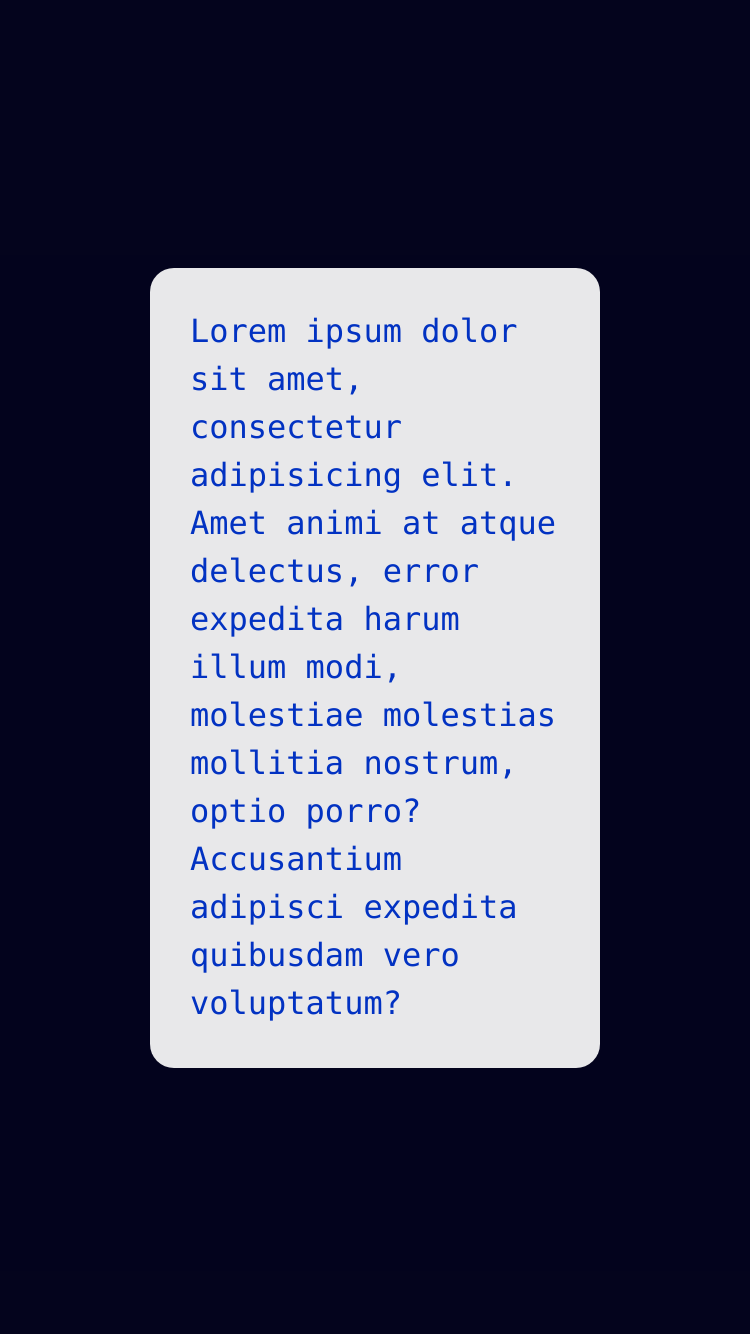 Lorem ipsum dolor
sit amet,
consectetur
adipisicing elit.
Amet animi at atque
delectus, error
expedita harum
illum modi,
molestiae molestias
mollitia nostrum,
optio porro?
Accusantium
adipisci expedita
quibusdam vero
voluptatum?